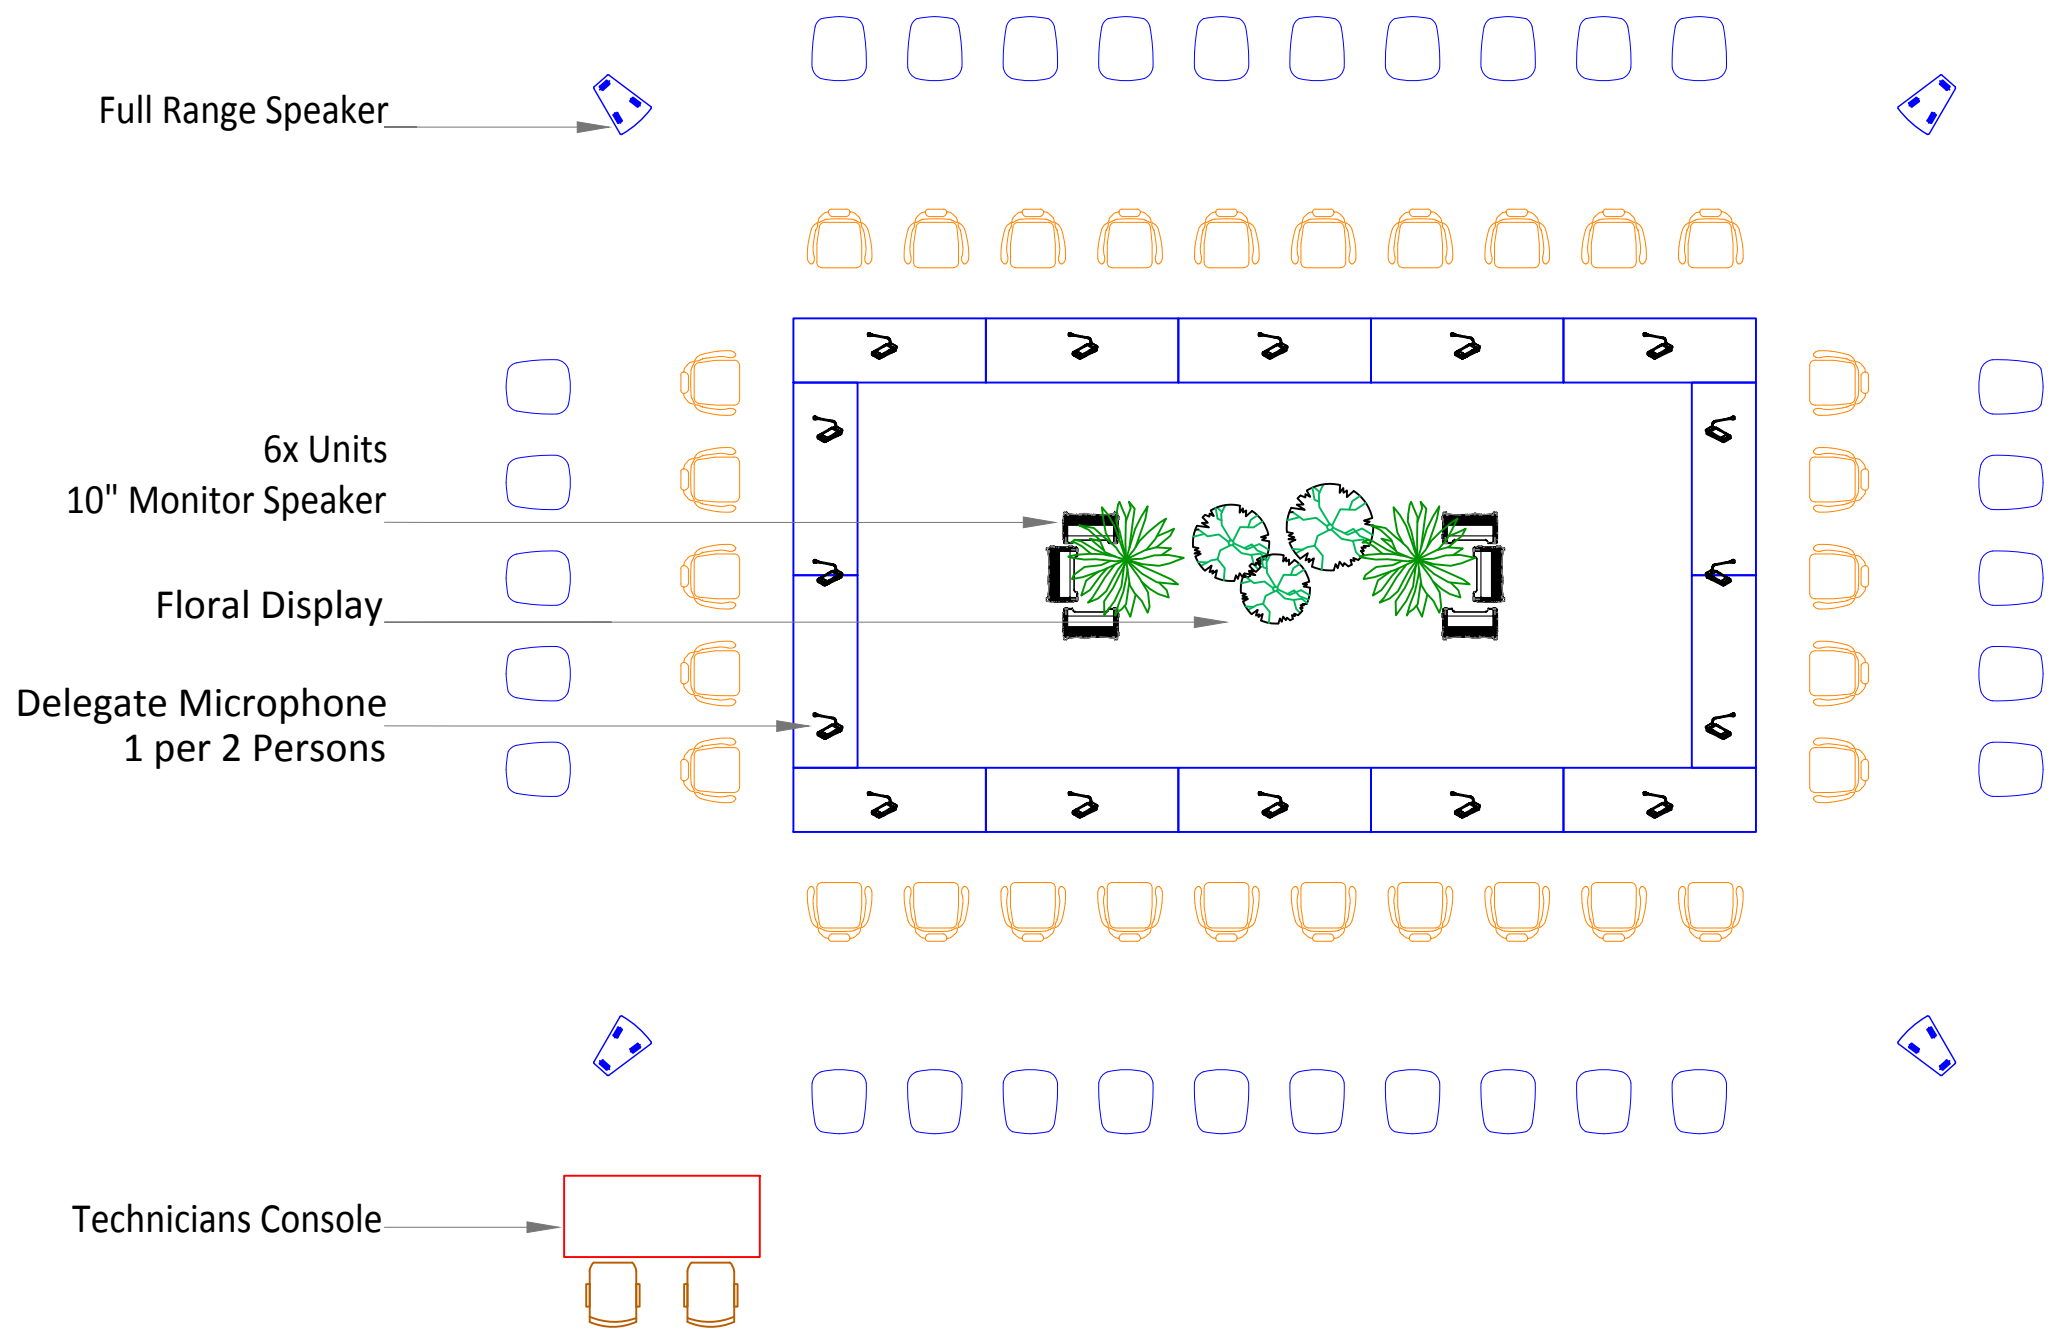 Full Range Speaker
6x Units
10" Monitor Speaker
Floral Display
Delegate Microphone
1 per 2 Persons
Technicians Console